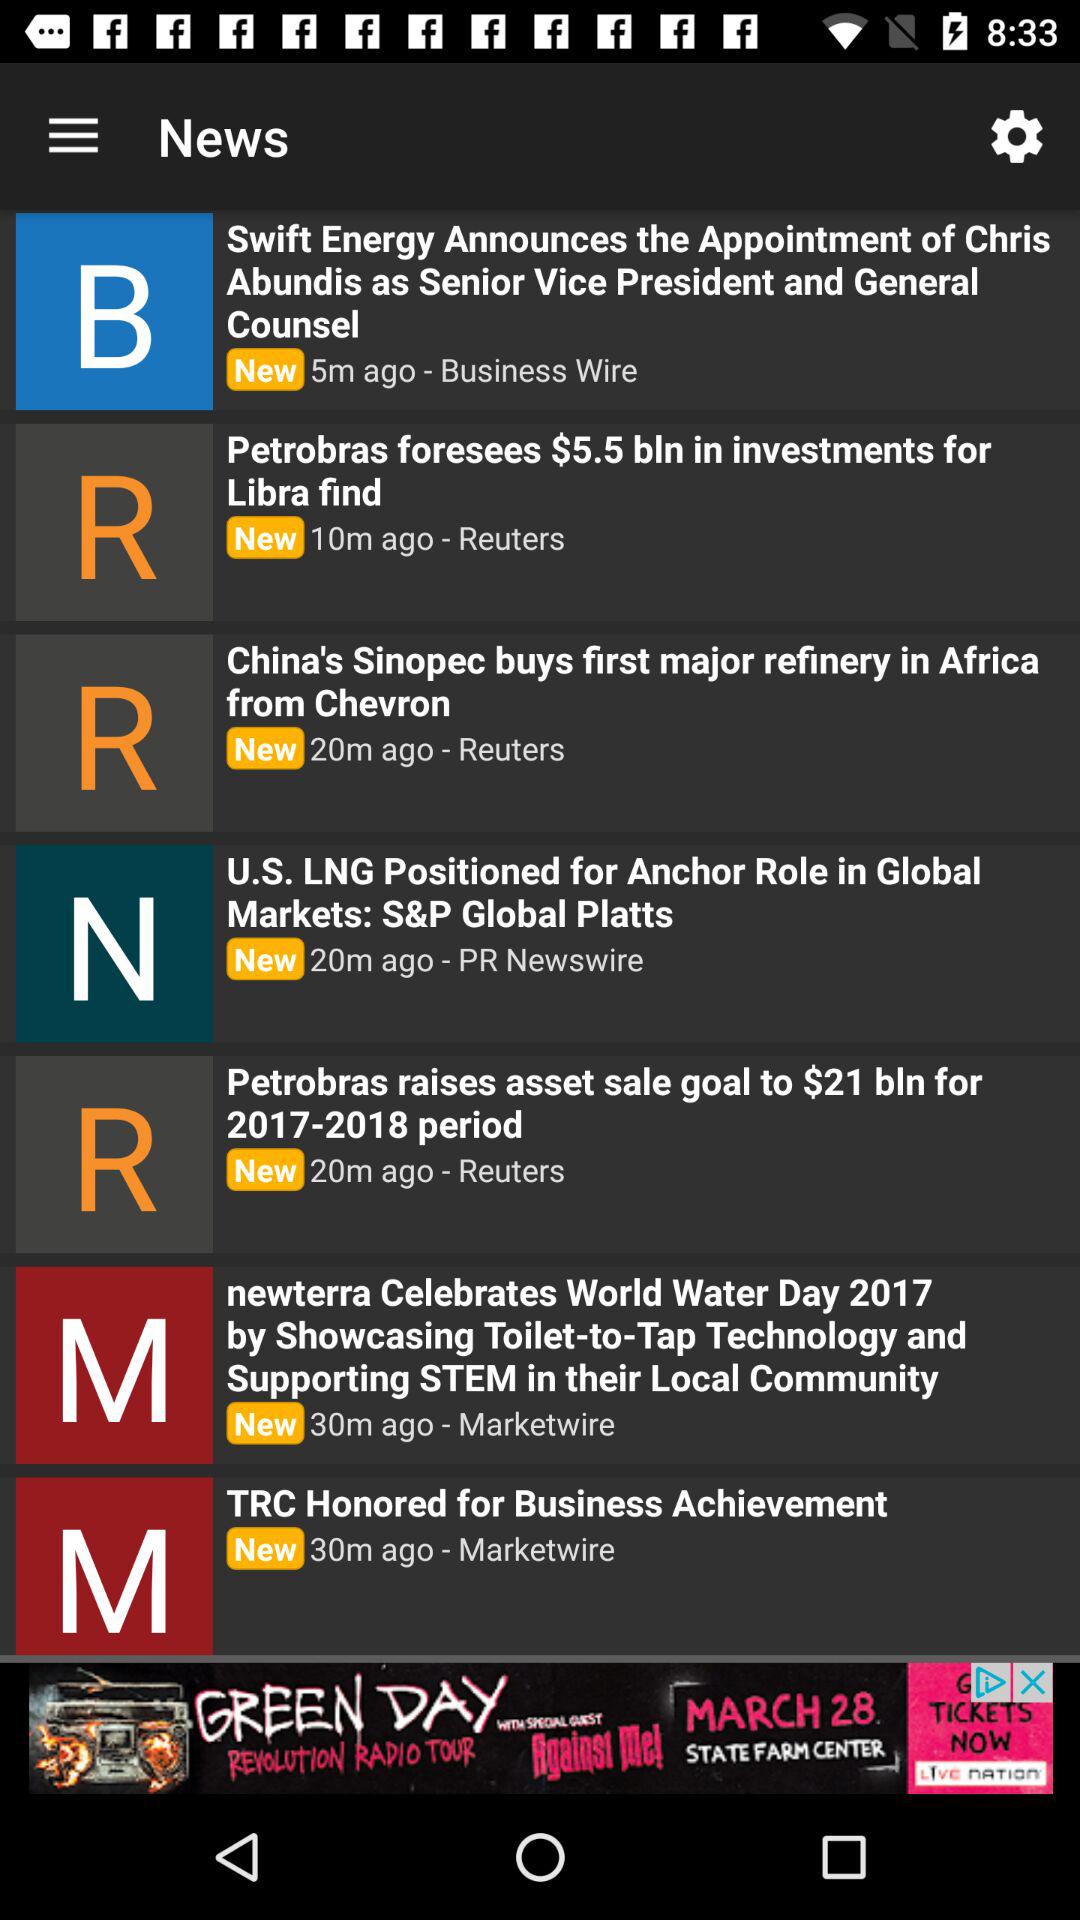 8:33
News
B
Swift Energy Announces the Appointment of Chris
Abundis as Senior Vice President and General
Counsel
New 5m ago - Business Wire
R
Petrobras foresees $5.5 bln in investments for
Libra find
New 10m ago - Reuters
R
China's Sinopec buys first major refinery in Africa
from Chevron
New 20m ago - Reuters
N
U.S. LNG Positioned for Anchor Role in Global
Markets: S&P Global Platts
New 20m ago - PR Newswire
R
Petrobras raises asset sale goal to $21 bln for
2017-2018 period
New 20m ago - Reuters
M
newterra Celebrates World Water Day 2017
by Showcasing Toilet-to-Tap Technology and
Supporting STEM in their Local Community
New 30m ago - Marketwire
M
TRC Honored for Business Achievement
New 30m ago - Marketwire
GREEN DAY
REVOLUTION RADIO TOUR
WITH SPECIAL GUEST
Against Me!
MARCH 28
STATE FARM CENTER
TICKETS
NOW
LIVE NATION